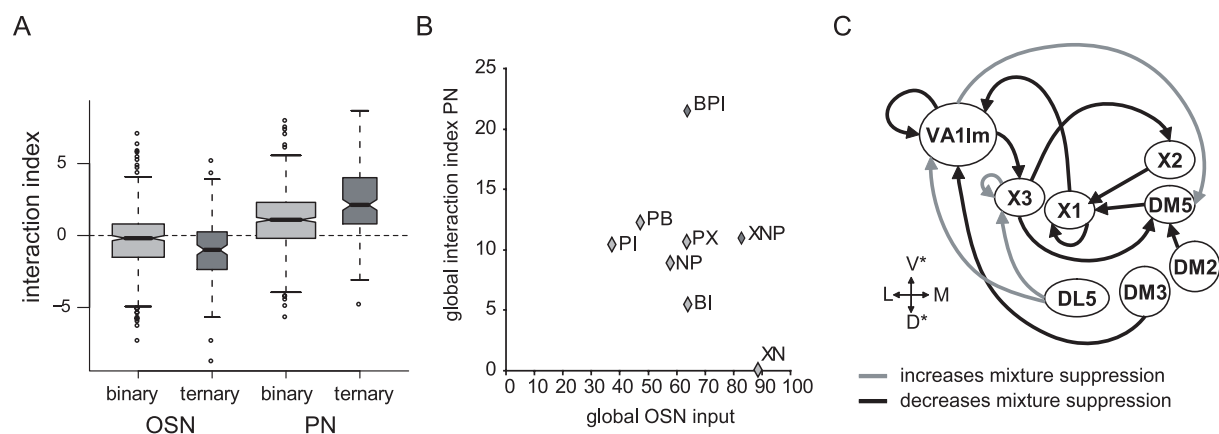 A
interaction index
5
0
−5
binary
ternary
binary
ternary
OSN
PN
B
global interaction index PN
25
20
15
10
5
0
0 10 20 30 40 50 60 70 80 90 100
global OSN input
BPI
PB
PI
PX
XNP
NP
BI
XN
C
VA1lm
X2
X3
X1
DM5
DM2
DL5
DM3
V*
L M
D*
increases mixture suppression
decreases mixture suppression